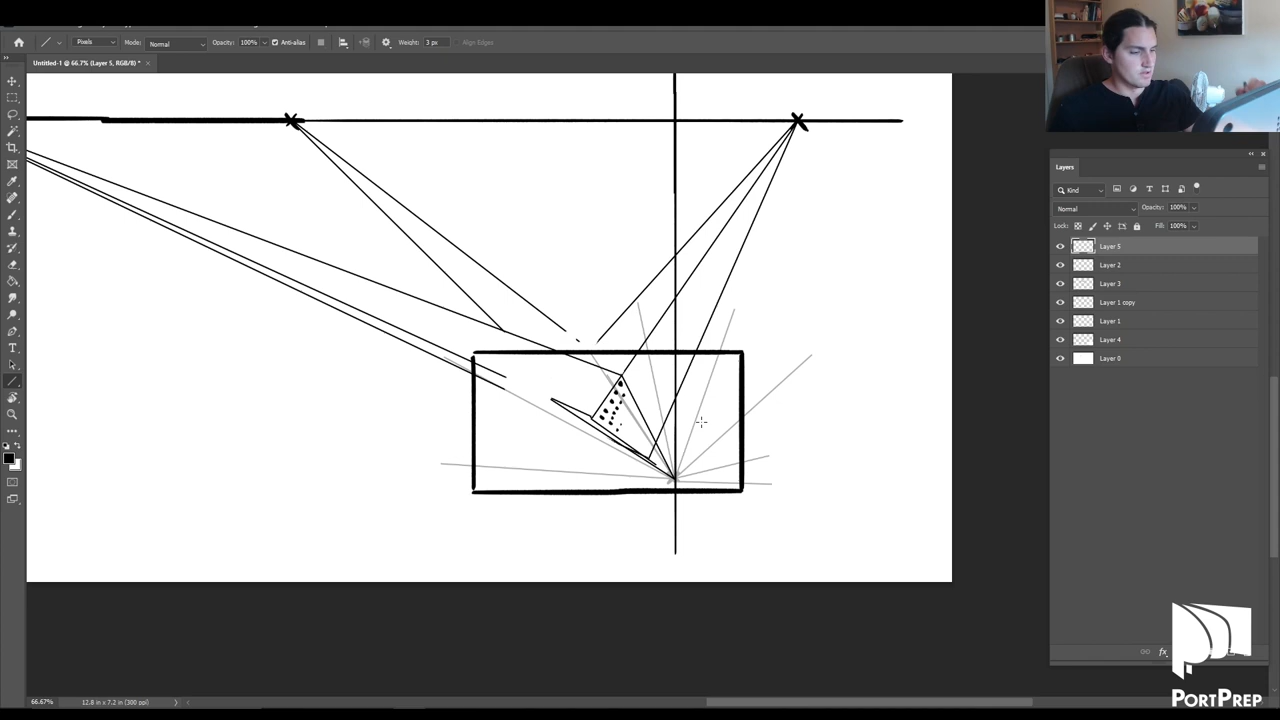 Pixels Mode: Normal Opacity: 100% Anti-alias Weight: 3 px Align Edges
Untitled-1 @ 66.7% (Layer 5, RGB/8) *
Layers
Kind
Normal Opacity: 100%
Lock: Fill: 100%
Layer 5
Layer 2
Layer 3
Layer 1 copy
Layer 1
Layer 4
Layer 0
fx
66.67% 12.8 in x 7.2 in (300 ppi)
PORTPREP